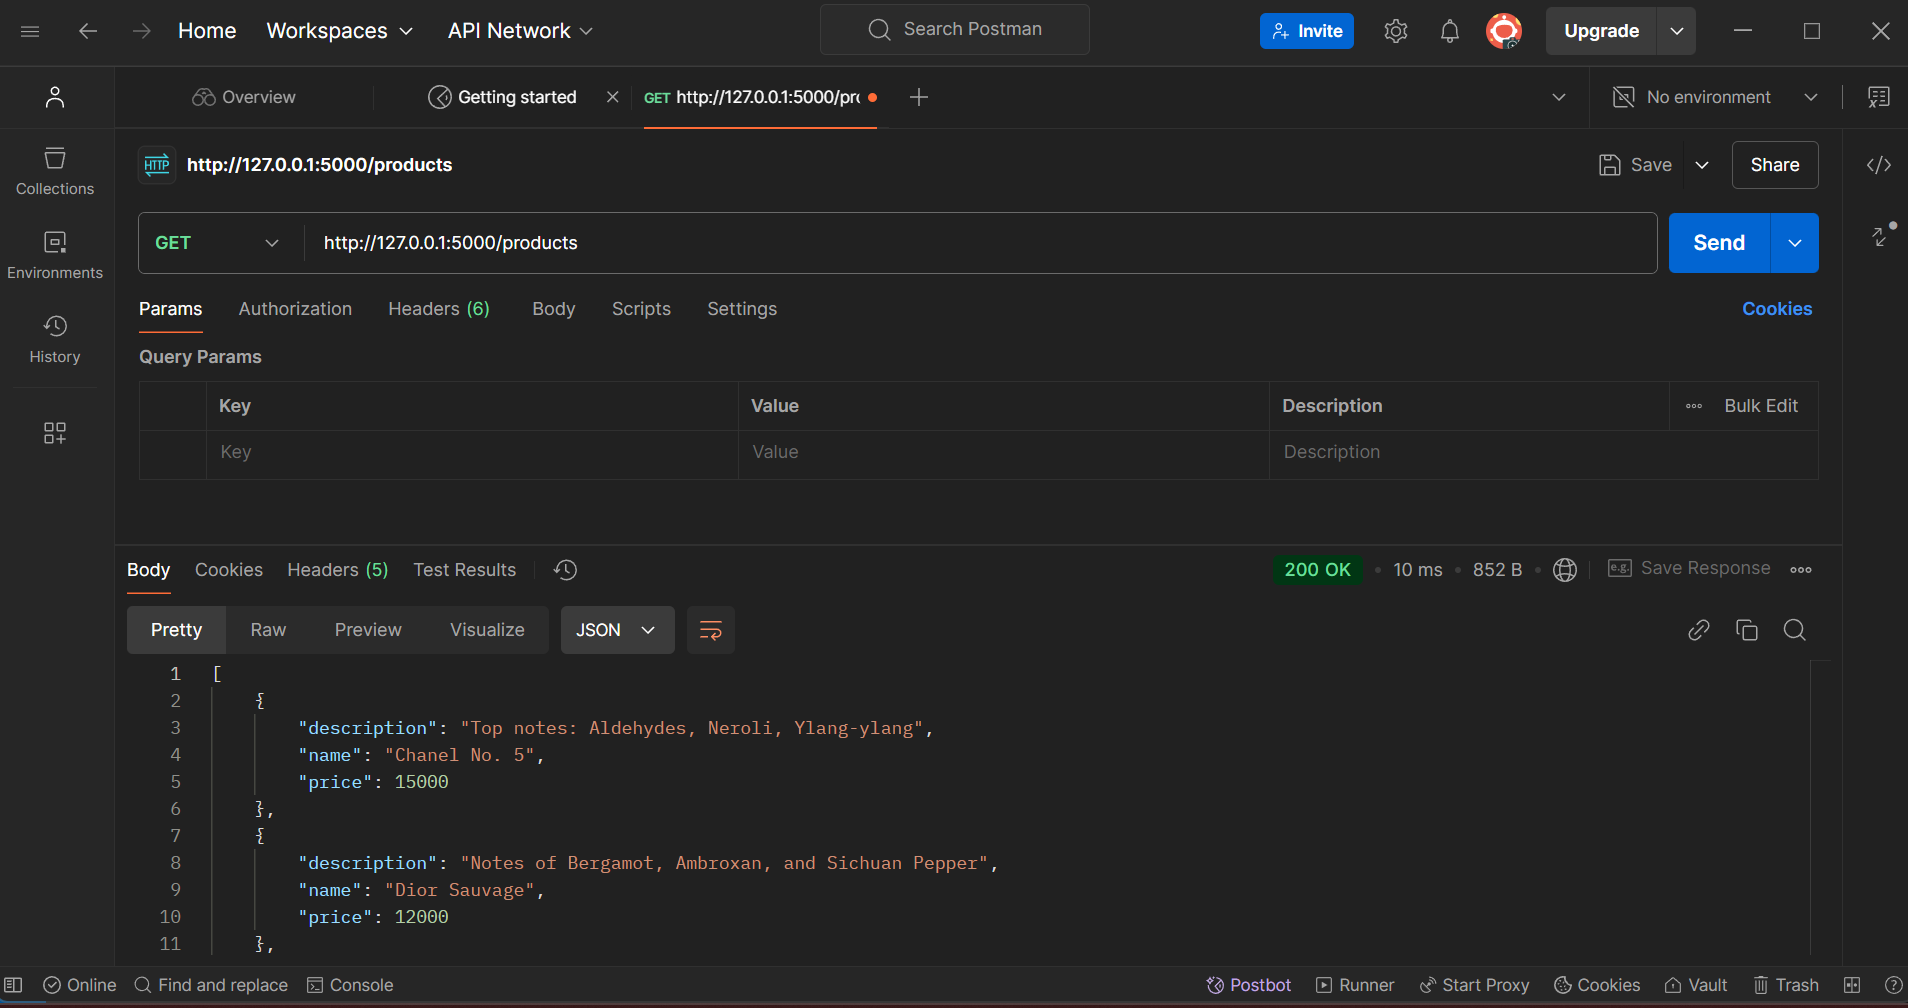 Home Workspaces API Network Search Postman Invite Upgrade
Overview Getting started GET http://127.0.0.1:5000/pr No environment
HTTP http://127.0.0.1:5000/products Save Share
Collections
GET http://127.0.0.1:5000/products Send
Environments
Params Authorization Headers (6) Body Scripts Settings Cookies
History
Query Params
Key Value Description Bulk Edit
Key Value Description
Body Cookies Headers (5) Test Results 200 OK 10 ms 852 B e.g. Save Response
Pretty Raw Preview Visualize JSON
1 [
2 {
3 "description": "Top notes: Aldehydes, Neroli, Ylang-ylang",
4 "name": "Chanel No. 5",
5 "price": 15000
6 },
7 {
8 "description": "Notes of Bergamot, Ambroxan, and Sichuan Pepper",
9 "name": "Dior Sauvage",
10 "price": 12000
11 },
Online Find and replace Console Postbot Runner Start Proxy Cookies Vault Trash